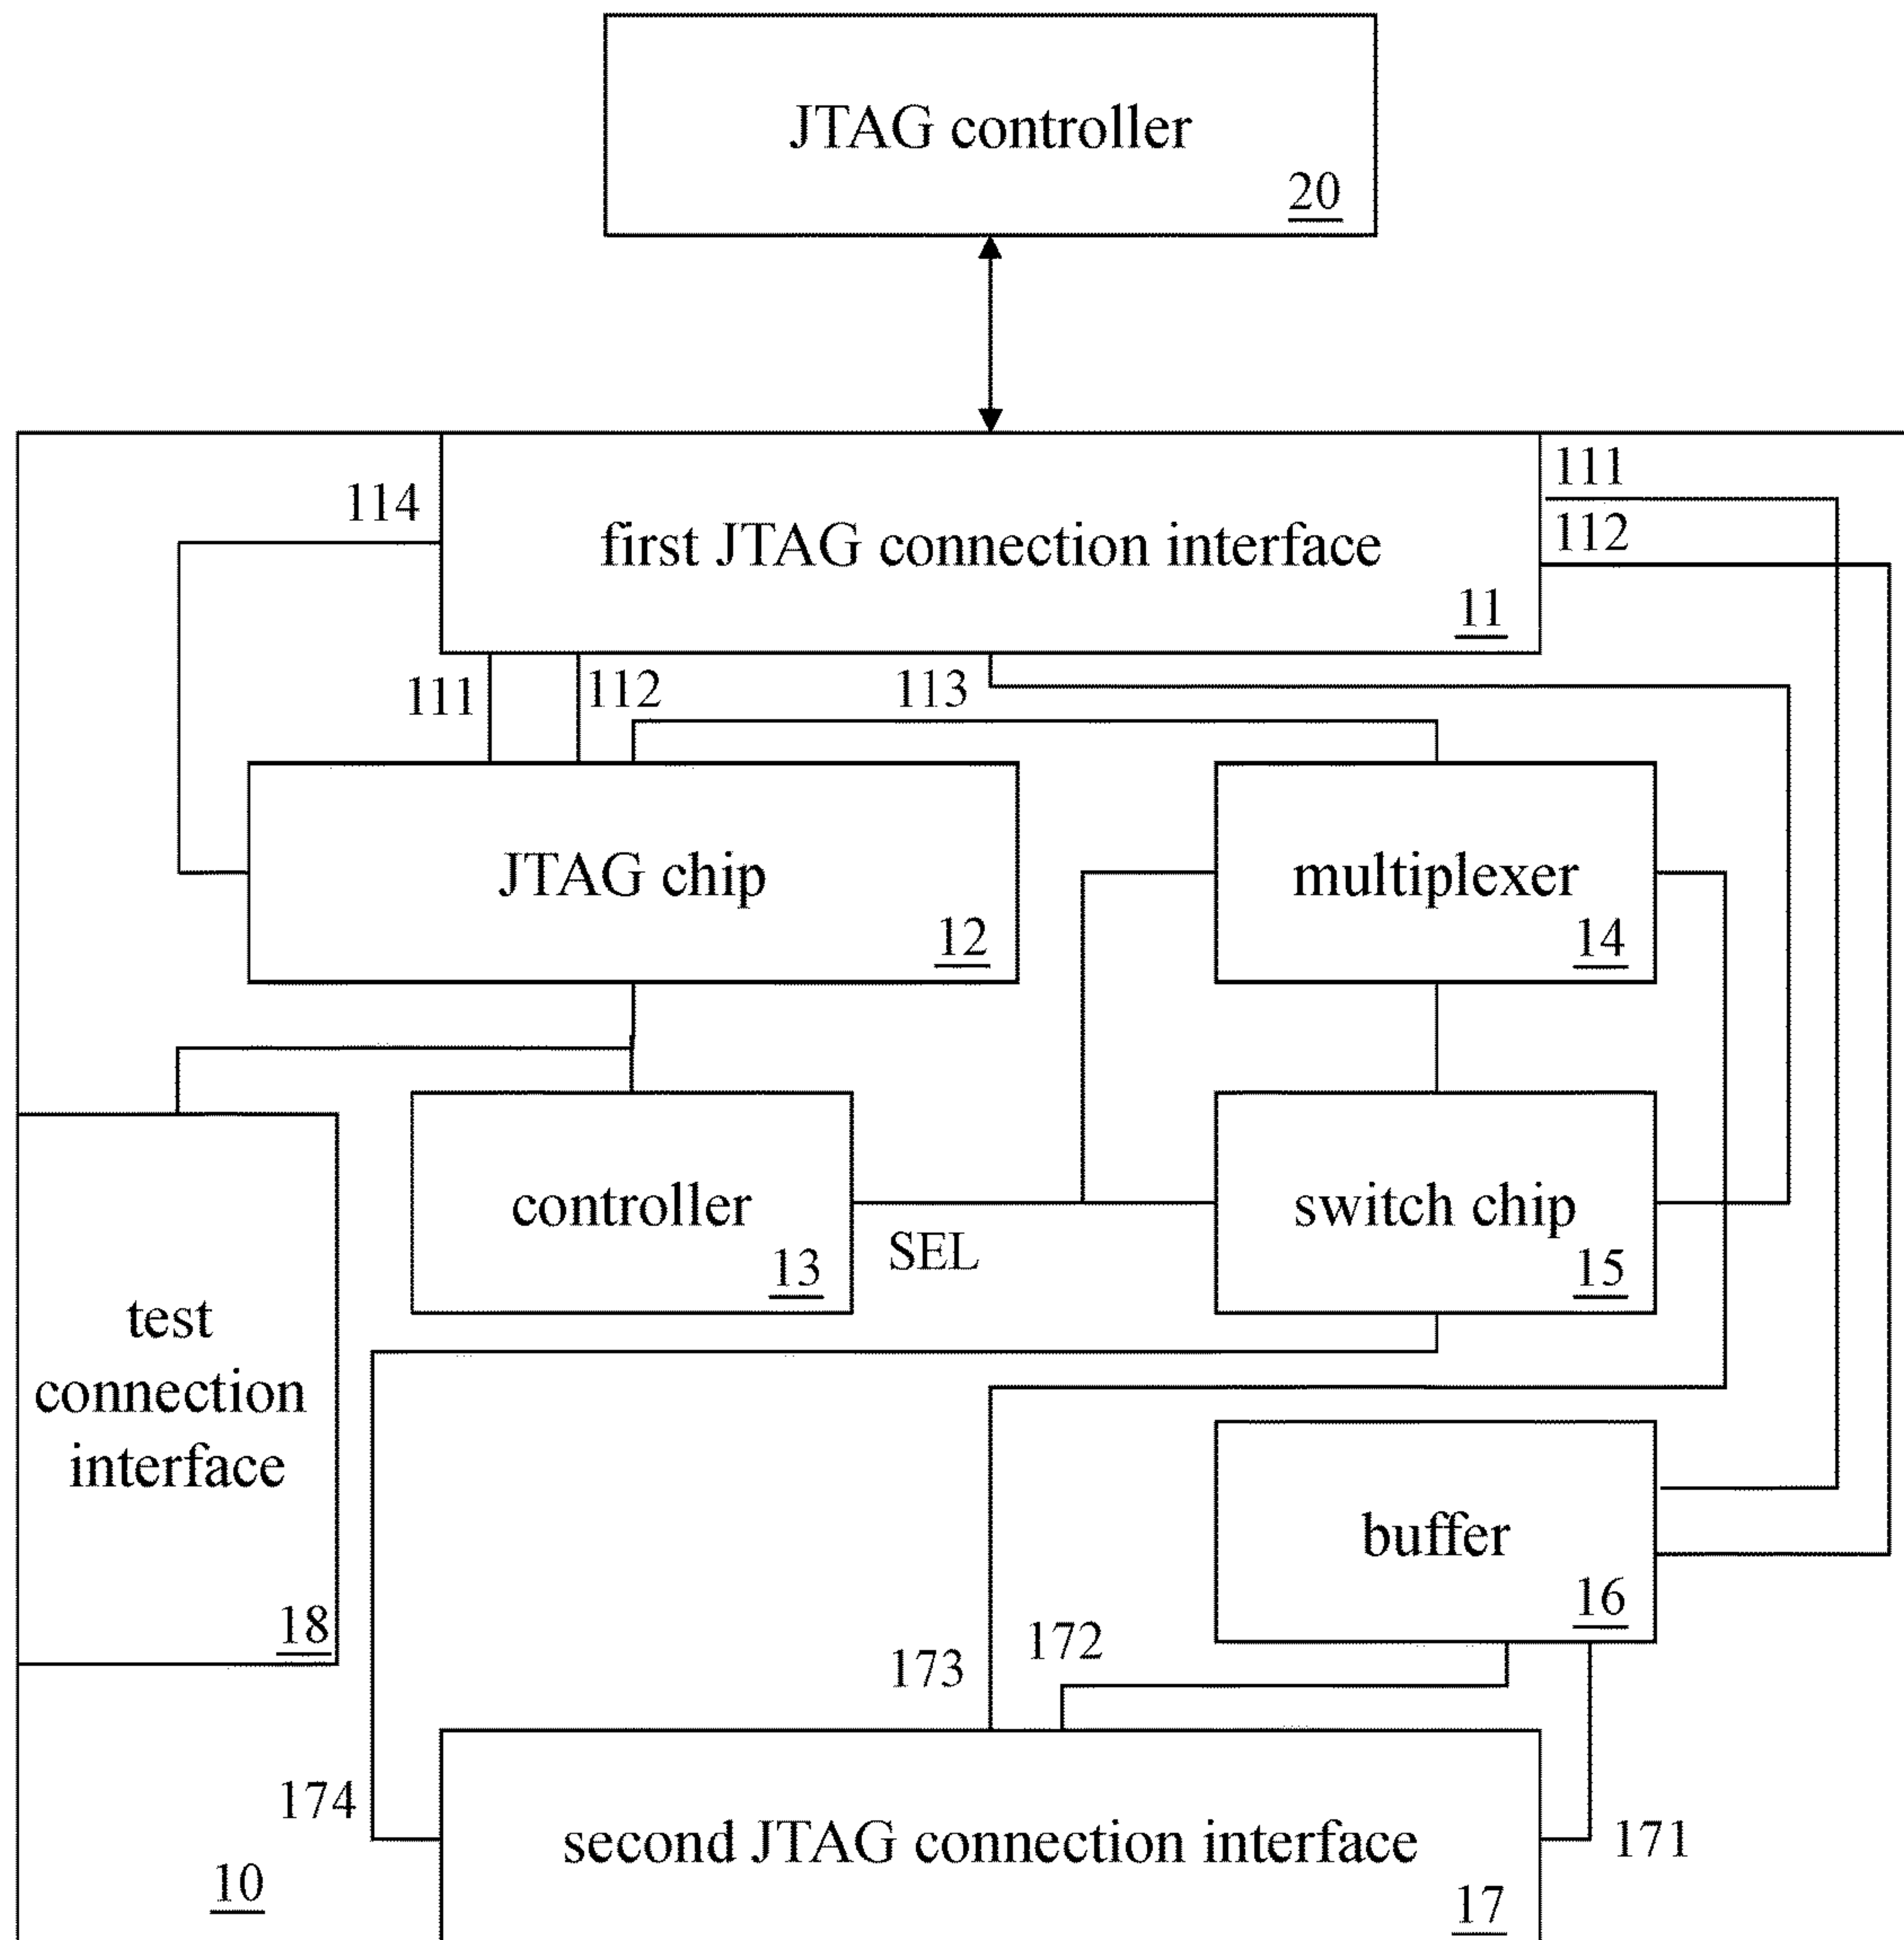 JTAG controller
20
111
114
112
first JTAG connection interface
11
111
112
113
JTAG chip
12
multiplexer
14
controller
13
SEL
switch chip
15
test
connection
interface
18
buffer
16
173
172
174
171
second JTAG connection interface
17
10